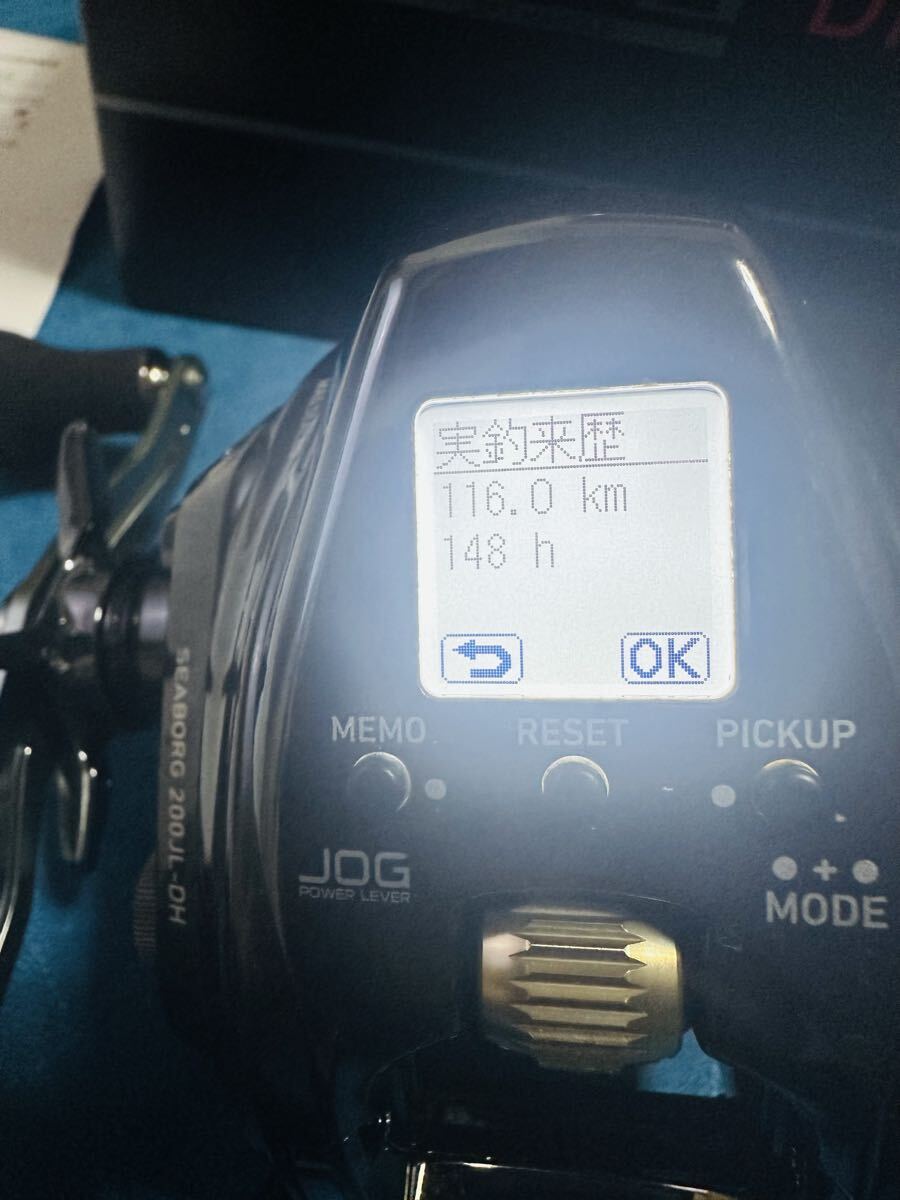 実釣来歴
116.0 km
148 h
OK
MEMO
RESET
PICKUP
JOG
POWER LEVER
+
MODE
SEABORG 200JL-DH